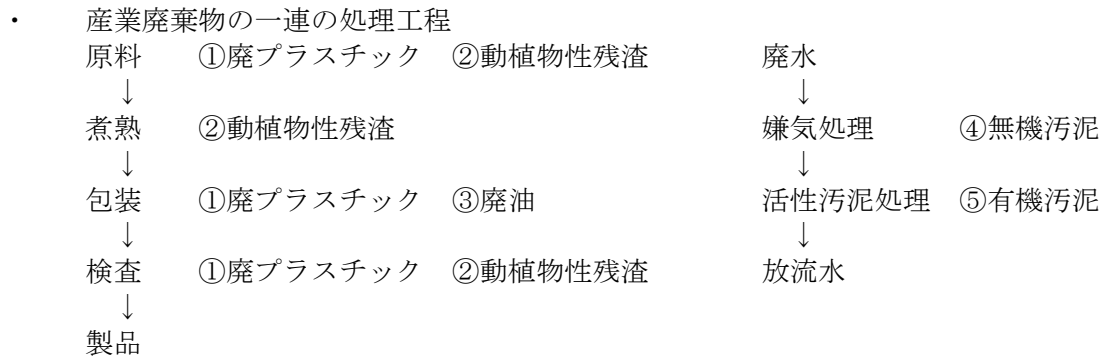 ・ 産業廃棄物の一連の処理工程
原料 ①廃プラスチック ②動植物性残渣 廃水
↓ ↓
煮熟 ②動植物性残渣 嫌気処理 ④無機汚泥
↓ ↓
包装 ①廃プラスチック ③廃油 活性汚泥処理 ⑤有機汚泥
↓ ↓
検査 ①廃プラスチック ②動植物性残渣 放流水
↓
製品